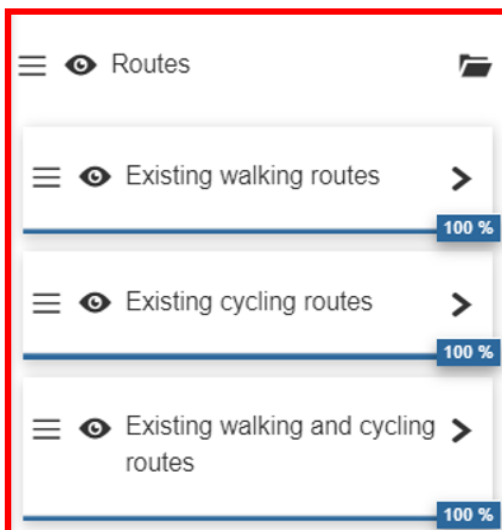 Routes
Existing walking routes
100 %
Existing cycling routes
100 %
Existing walking and cycling
routes
100 %